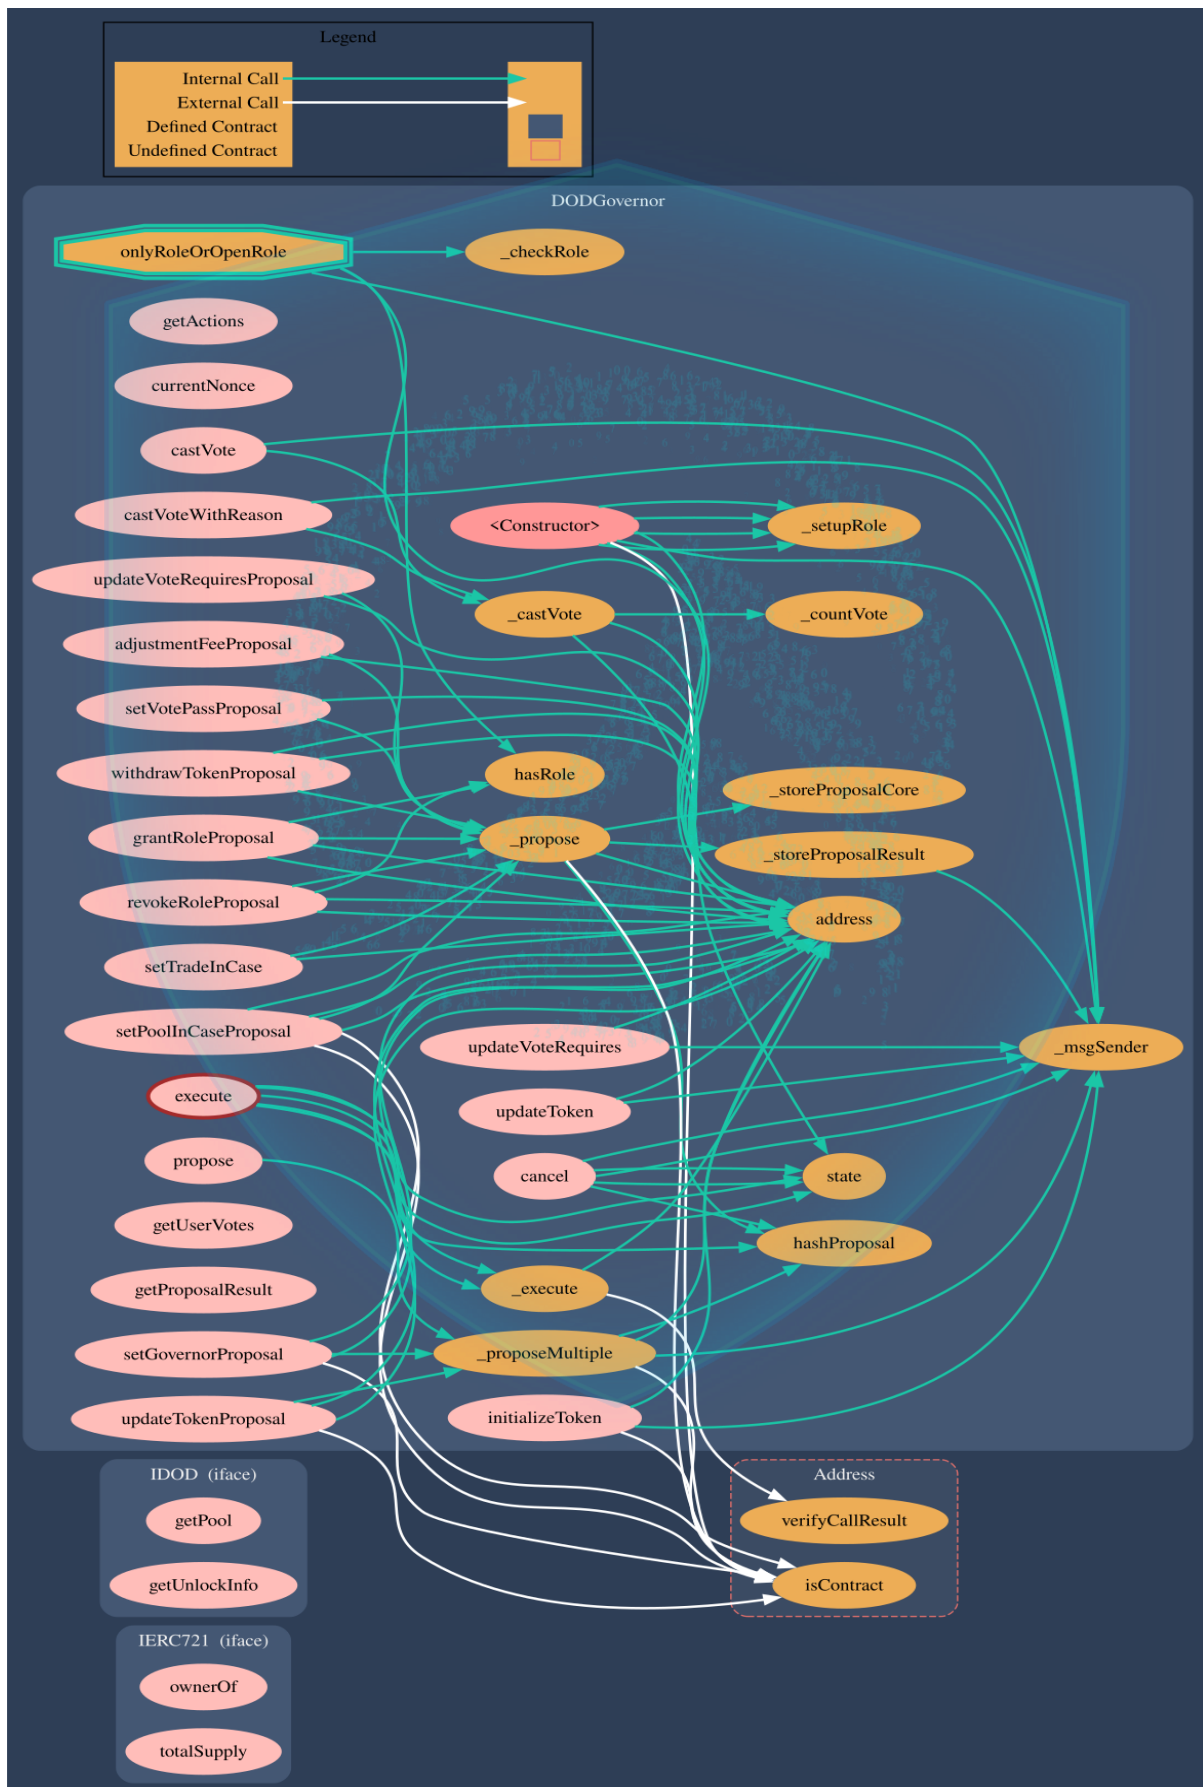 Legend
Internal Call
External Call
Defined Contract
Undefined Contract
DODGovernor
onlyRoleOrOpenRole
_checkRole
getActions
currentNonce
castVote
castVoteWithReason
<Constructor>
_setupRole
updateVoteRequiresProposal
_castVote
_countVote
adjustmentFeeProposal
setVotePassProposal
withdrawTokenProposal
hasRole
_storeProposalCore
grantRoleProposal
_propose
_storeProposalResult
revokeRoleProposal
address
setTradeInCase
setPoolInCaseProposal
updateVoteRequires
_msgSender
execute
updateToken
propose
cancel
state
getUserVotes
hashProposal
getProposalResult
_execute
setGovernorProposal
_proposeMultiple
updateTokenProposal
initializeToken
IDOD (iface)
Address
getPool
verifyCallResult
getUnlockInfo
isContract
IERC721 (iface)
ownerOf
totalSupply